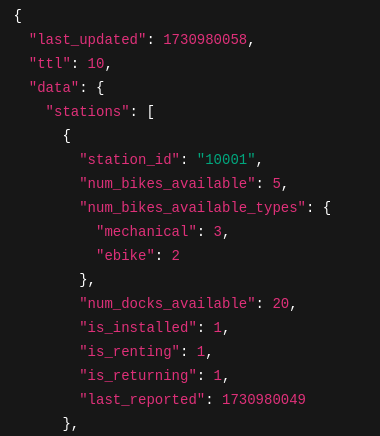 {
  "last_updated": 1730980058,
  "ttl": 10,
  "data": {
    "stations": [
      {
        "station_id": "10001",
        "num_bikes_available": 5,
        "num_bikes_available_types": {
          "mechanical": 3,
          "ebike": 2
        },
        "num_docks_available": 20,
        "is_installed": 1,
        "is_renting": 1,
        "is_returning": 1,
        "last_reported": 1730980049
      },